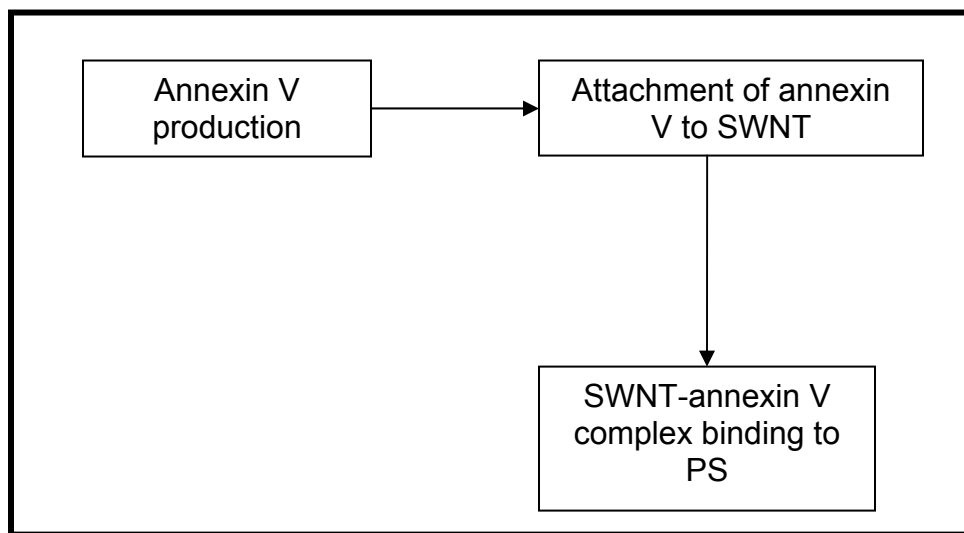 Annexin V
production
Attachment of annexin
V to SWNT
SWNT-annexin V
complex binding to
PS